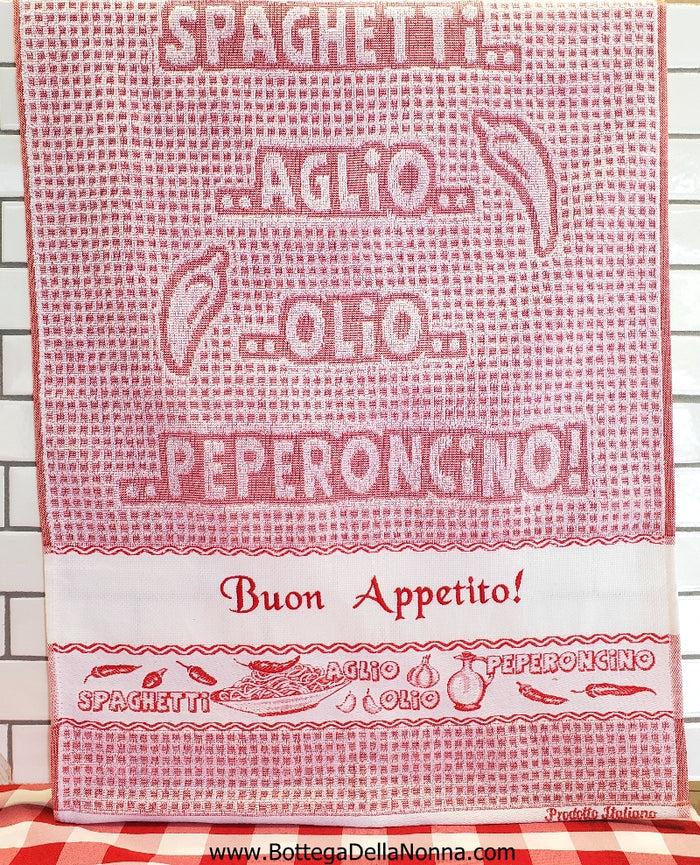 SPAGHETTi..
..AGLiO..
..OLiO..
..PEPERONCiNO!
Buon Appetito!
SPAGHETTI AGLIO OLIO PEPERONCINO
Prodotto Italiano
www.BottegaDellaNonna.com